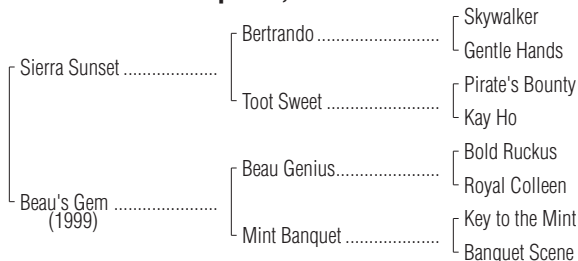 Skywalker
Bertrando
Gentle Hands
Sierra Sunset
Pirate's Bounty
Toot Sweet
Kay Ho
Bold Ruckus
Beau Genius
Royal Colleen
Beau's Gem
(1999)
Key to the Mint
Mint Banquet
Banquet Scene